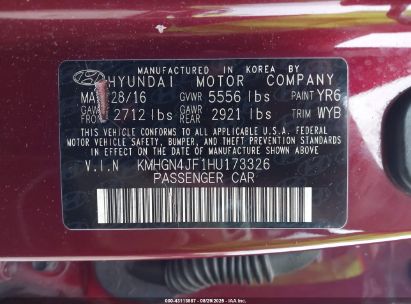 MANUFACTURED IN KOREA BY
HYUNDAI MOTOR COMPANY
28/16 GVWR 5556 lbs PAINT YR6
GAWR FRONT 2712 lbs GAWR REAR 2921 lbs TRIM WYB
THIS VEHICLE CONFORMS TO ALL APPLICABLE U.S.A. FEDERAL
MOTOR VEHICLE SAFETY, BUMPER, AND THEFT PREVENTION STANDARDS
IN EFFECT ON THE DATE OF MANUFACTURE SHOWN ABOVE.
V.I.N KMHGN4JF1HU173326
PASSENGER CAR